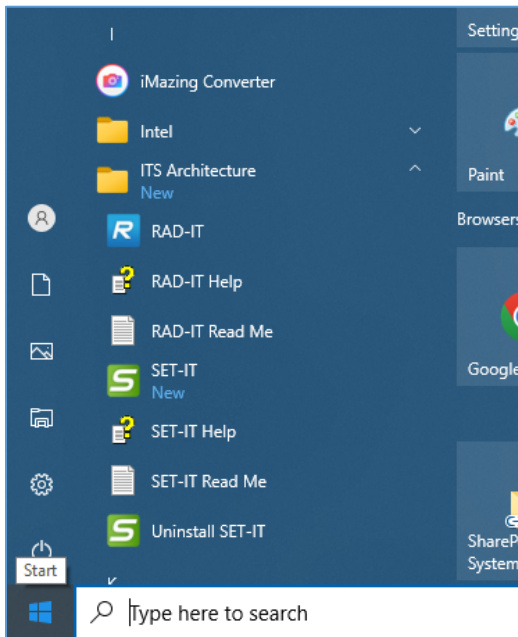 I
iMazing Converter
Intel
ITS Architecture
New
RAD-IT
RAD-IT Help
RAD-IT Read Me
SET-IT
New
SET-IT Help
SET-IT Read Me
Uninstall SET-IT
Start
Type here to search
Setting
Paint
Browsers
Google
ShareP
System